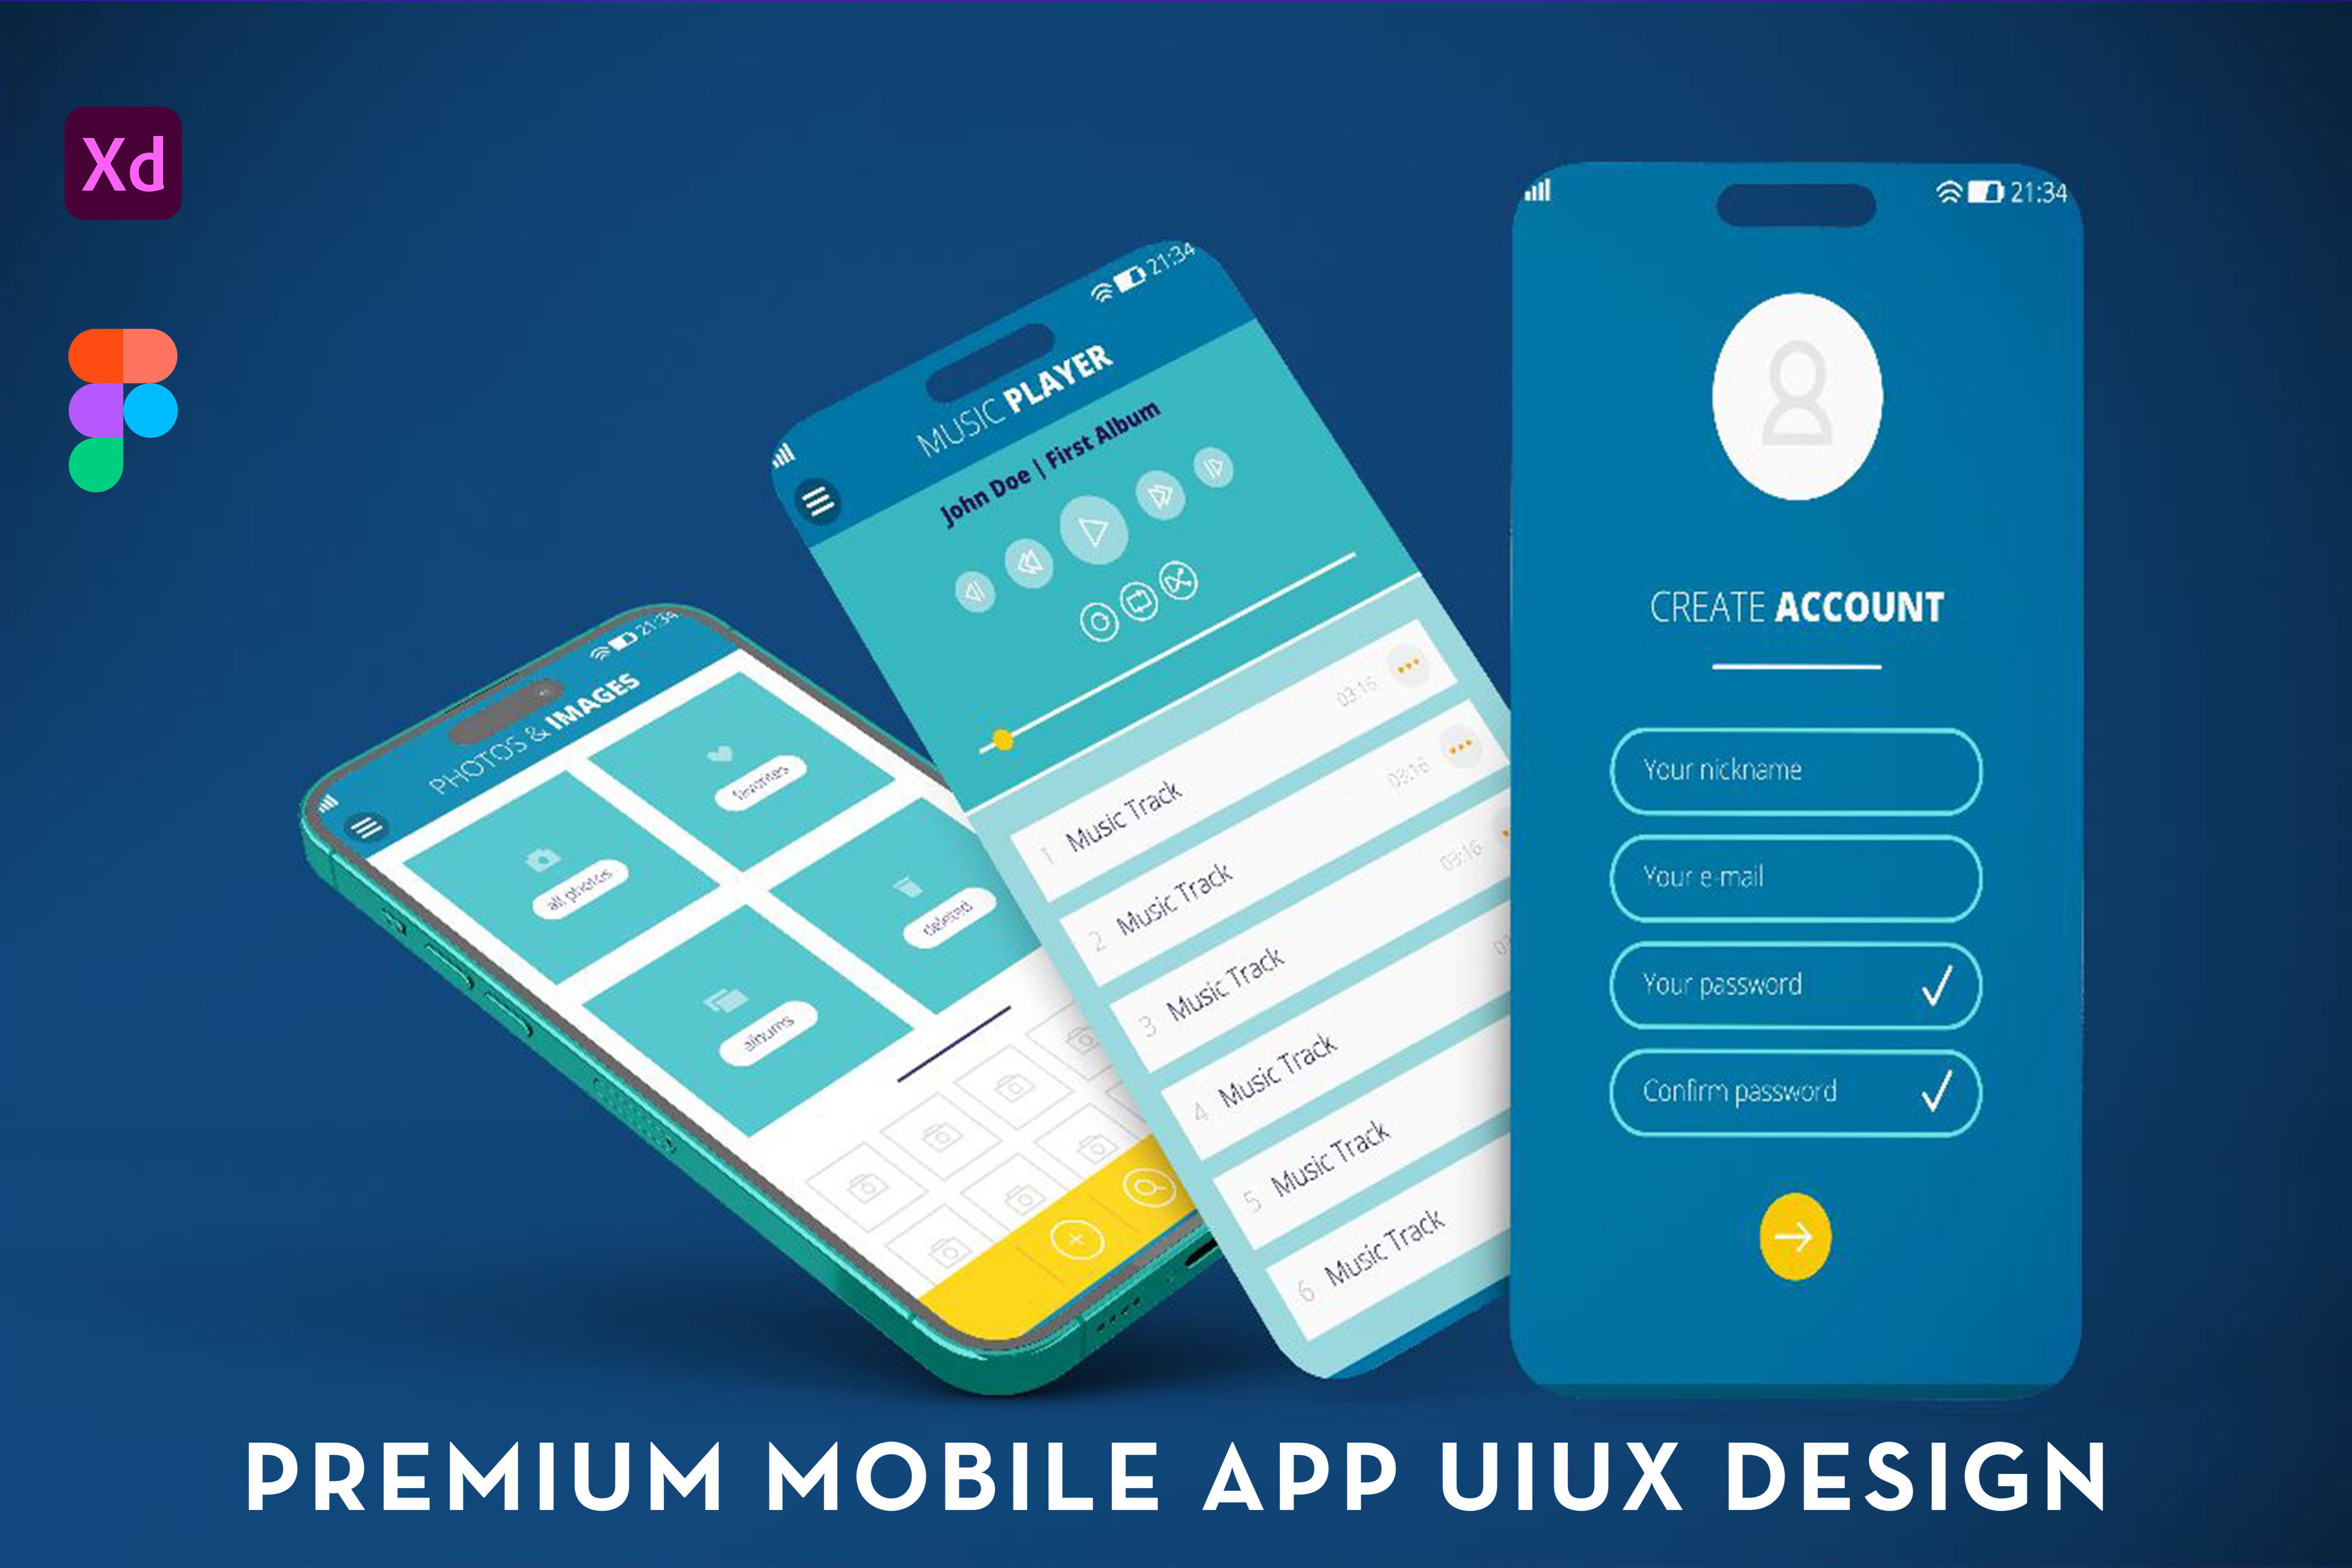 Xd
21:34
PHOTOS & IMAGES
favorites
all photos
deleted
albums
21:34
MUSIC PLAYER
John Doe | First Album
1 Music Track 03:16
2 Music Track 03:16
3 Music Track 03:16
4 Music Track 03
5 Music Track
6 Music Track
21:34
CREATE ACCOUNT
Your nickname
Your e-mail
Your password
Confirm password
PREMIUM MOBILE APP UIUX DESIGN